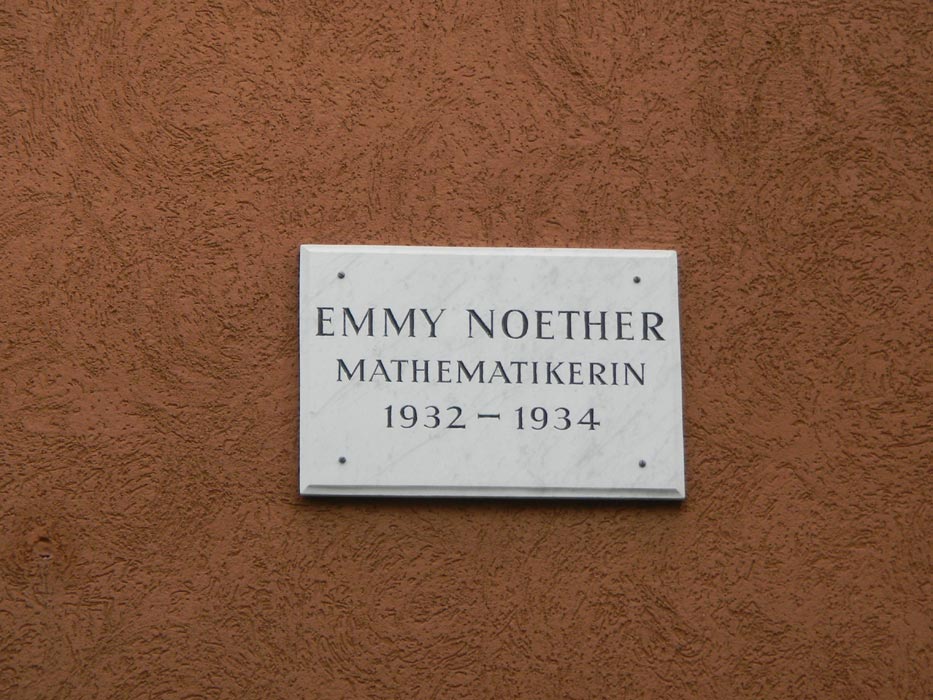 EMMY NOETHER
MATHEMATIKERIN
1932 – 1934